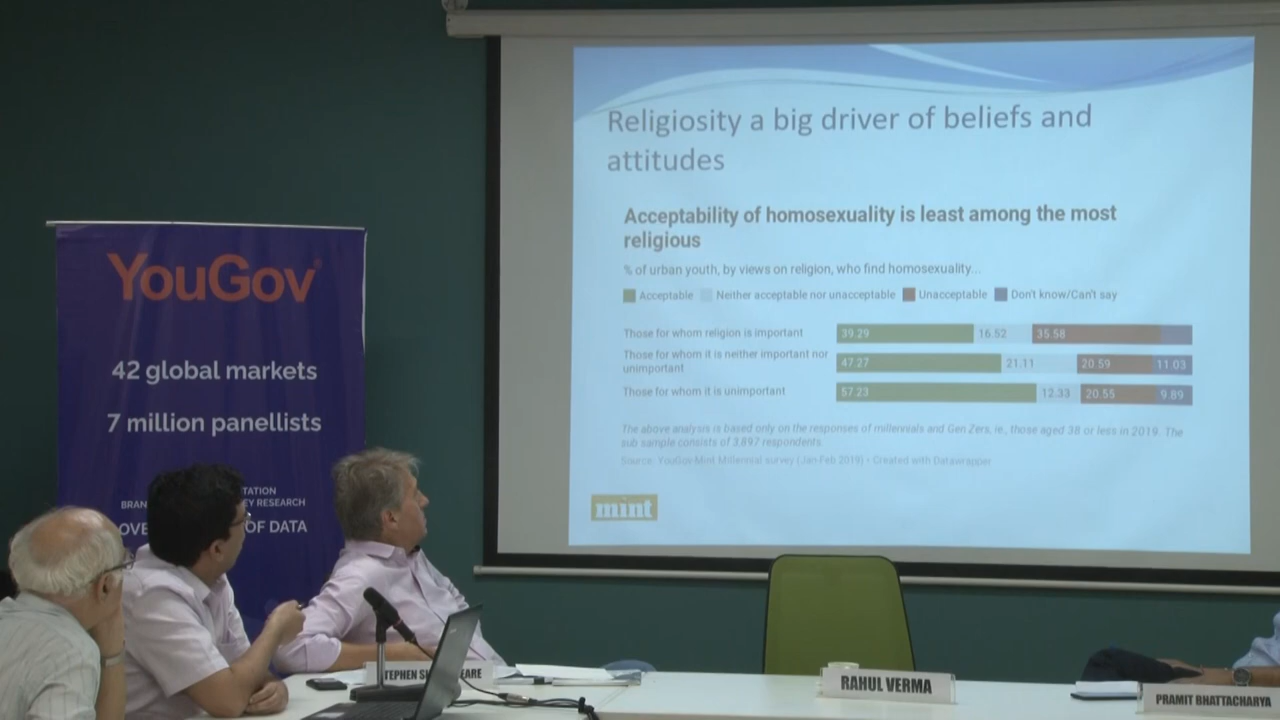 Religiosity a big driver of beliefs and
attitudes
Acceptability of homosexuality is least among the most
religious
% of urban youth, by views on religion, who find homosexuality...
Acceptable Neither acceptable nor unacceptable Unacceptable Don't know/Can't say
Those for whom religion is important 39.29 16.52 35.58
Those for whom it is neither important nor
unimportant 47.27 21.11 20.59 11.03
Those for whom it is unimportant 57.23 12.33 20.55 9.89
The above analysis is based only on the responses of millennials and Gen Zers, ie., those aged 38 or less in 2019. The
sub sample consists of 3,897 respondents
Source: YouGov-Mint Millennial survey (Jan-Feb 2019) • Created with Datawrapper
mint
YouGov
42 global markets
7 million panellists
BRAN TATION
EY RESEARCH
OVE OF DATA
TEPHEN S EARE
RAHUL VERMA
PRAMIT BHATTACHARYA